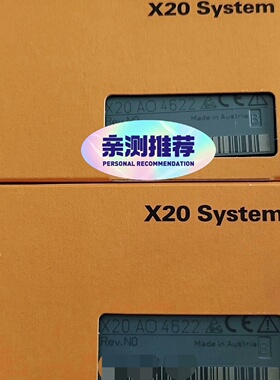 X20 System
X20 AO 4622
Made in Austria
亲测推荐
PERSONAL RECOMMENDATION
X20 System
X20 AO 4622
Rev.N0
Made in Austria